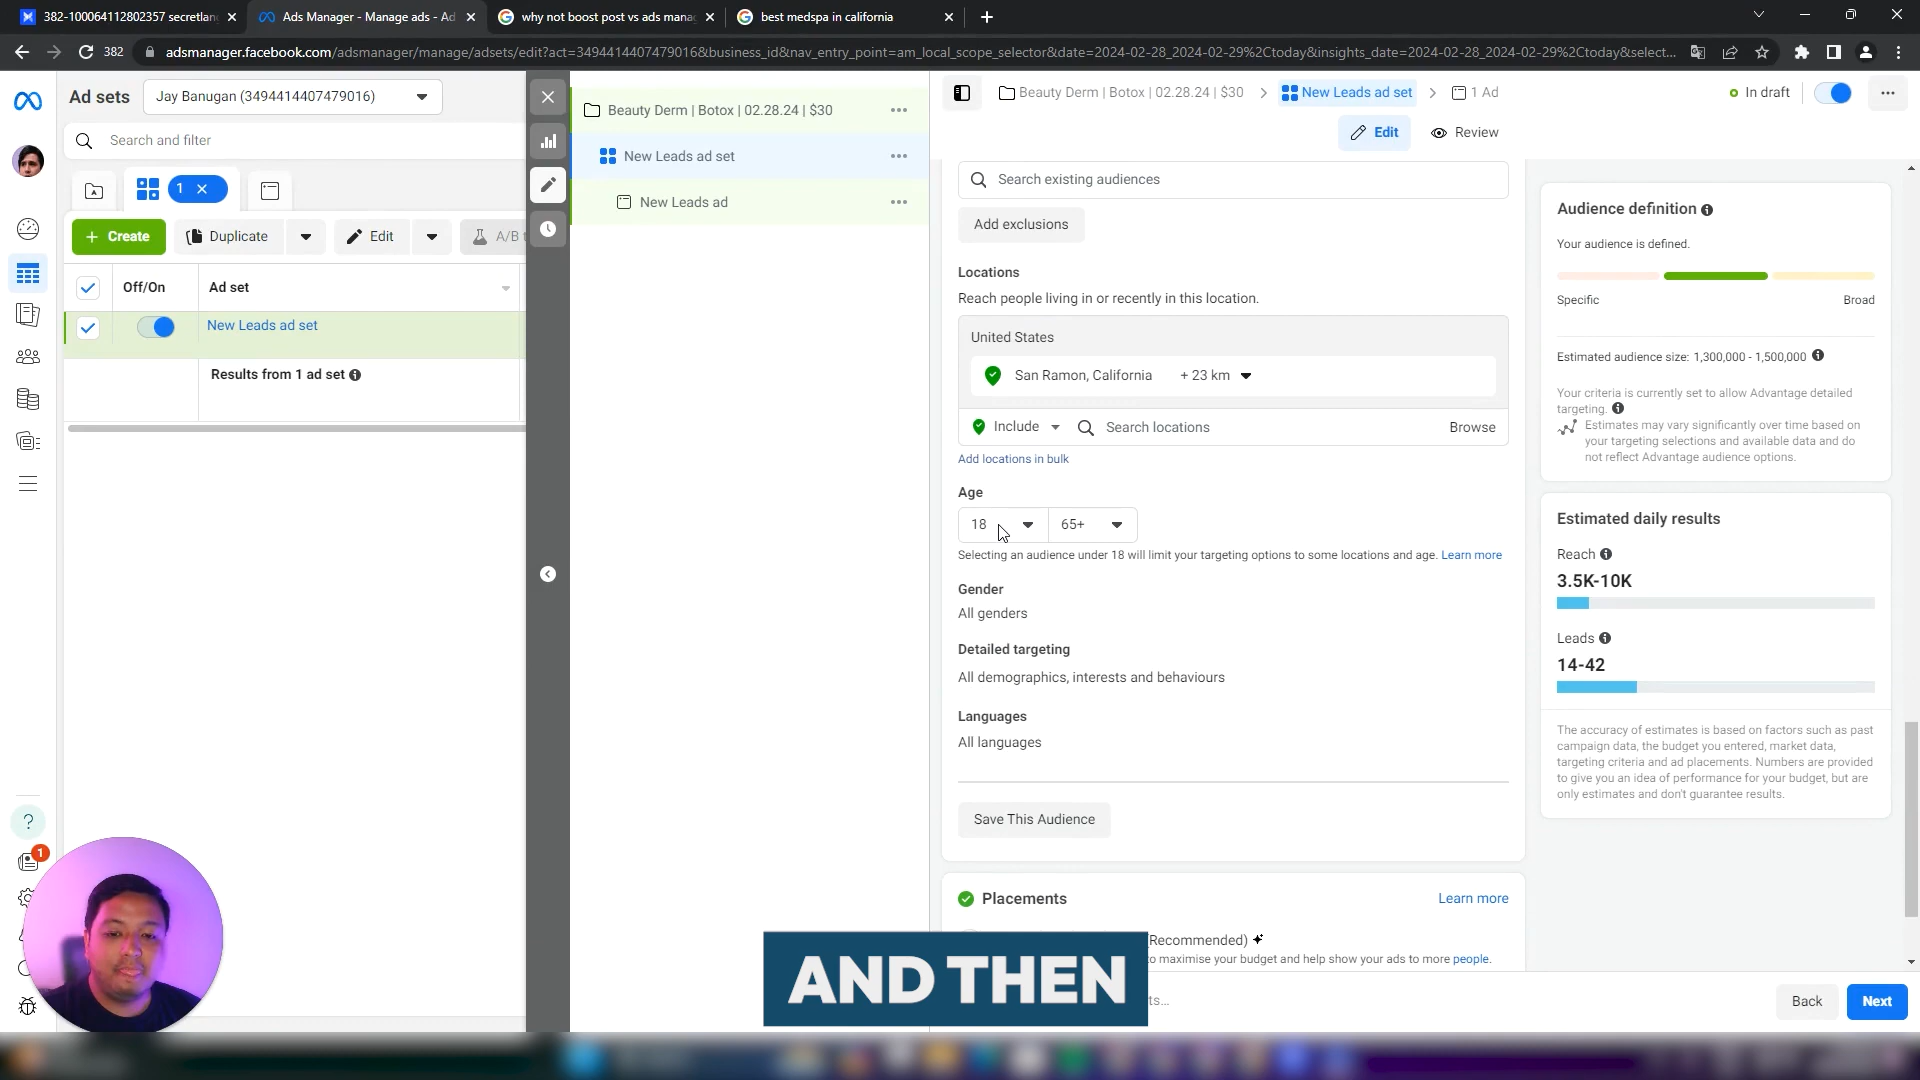 382-100064112802357 secretlan
Ads Manager - Manage ads - Ad
why not boost post vs ads mana
best medspa in california
382
adsmanager.facebook.com/adsmanager/manage/adsets/edit?act=3494414407479016&business_id&nav_entry_point=am_local_scope_selector&date=2024-02-28_2024-02-29%2Ctoday&insights_date=2024-02-28_2024-02-29%2Ctoday&select...
Ad sets
Jay Banugan (3494414407479016)
Search and filter
1
Create
Duplicate
Edit
A/B t
Off/On
Ad set
New Leads ad set
Results from 1 ad set
1
Beauty Derm | Botox | 02.28.24 | $30
New Leads ad set
New Leads ad
Beauty Derm | Botox | 02.28.24 | $30 > New Leads ad set > 1 Ad
In draft
Edit
Review
Search existing audiences
Add exclusions
Locations
Reach people living in or recently in this location.
United States
San Ramon, California + 23 km
Include
Search locations
Browse
Add locations in bulk
Age
18
65+
Selecting an audience under 18 will limit your targeting options to some locations and age. Learn more
Gender
All genders
Detailed targeting
All demographics, interests and behaviours
Languages
All languages
Save This Audience
Placements
Learn more
(Recommended)
to maximise your budget and help show your ads to more people.
ts...
AND THEN
Audience definition
Your audience is defined.
Specific
Broad
Estimated audience size: 1,300,000 - 1,500,000
Your criteria is currently set to allow Advantage detailed
targeting.
Estimates may vary significantly over time based on
your targeting selections and available data and do
not reflect Advantage audience options.
Estimated daily results
Reach
3.5K-10K
Leads
14-42
The accuracy of estimates is based on factors such as past
campaign data, the budget you entered, market data,
targeting criteria and ad placements. Numbers are provided
to give you an idea of performance for your budget, but are
only estimates and don't guarantee results.
Back
Next